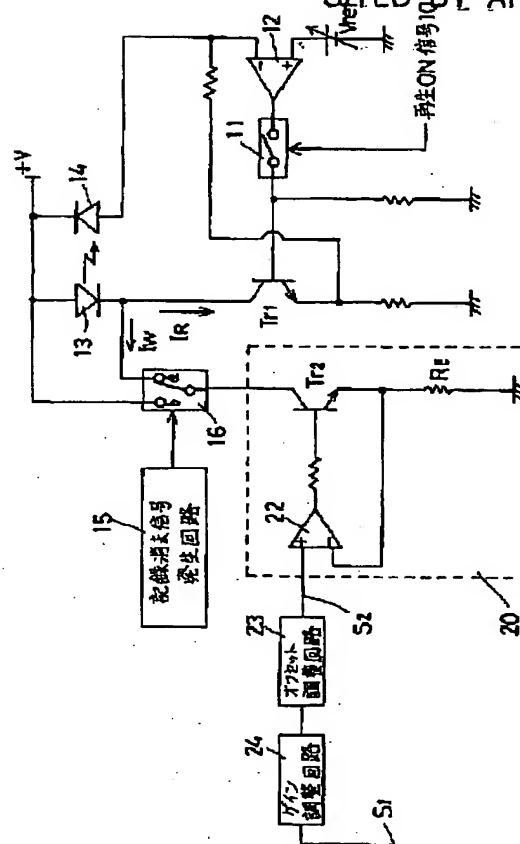 +V
14
13
Iw
IR
12
Vref
11
再生ON信号10
Tr1
15
記録消去信号
発生回路
b
a
16
Tr2
RE
22
20
S2
23
オフセット
調整回路
24
ゲイン
調整回路
S1